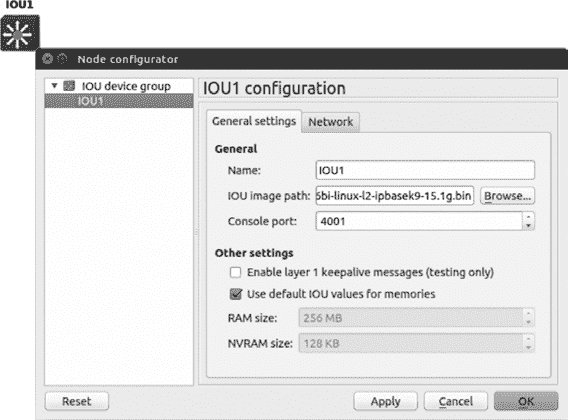 IOU1
Node configurator
IOU device group
IOU1
IOU1 configuration
General settings Network
General
Name: IOU1
IOU image path: 6bi-linux-l2-ipbasek9-15.1g.bin Browse...
Console port: 4001
Other settings
Enable layer 1 keepalive messages (testing only)
Use default IOU values for memories
RAM size: 256 MB
NVRAM size: 128 KB
Reset Apply Cancel OK